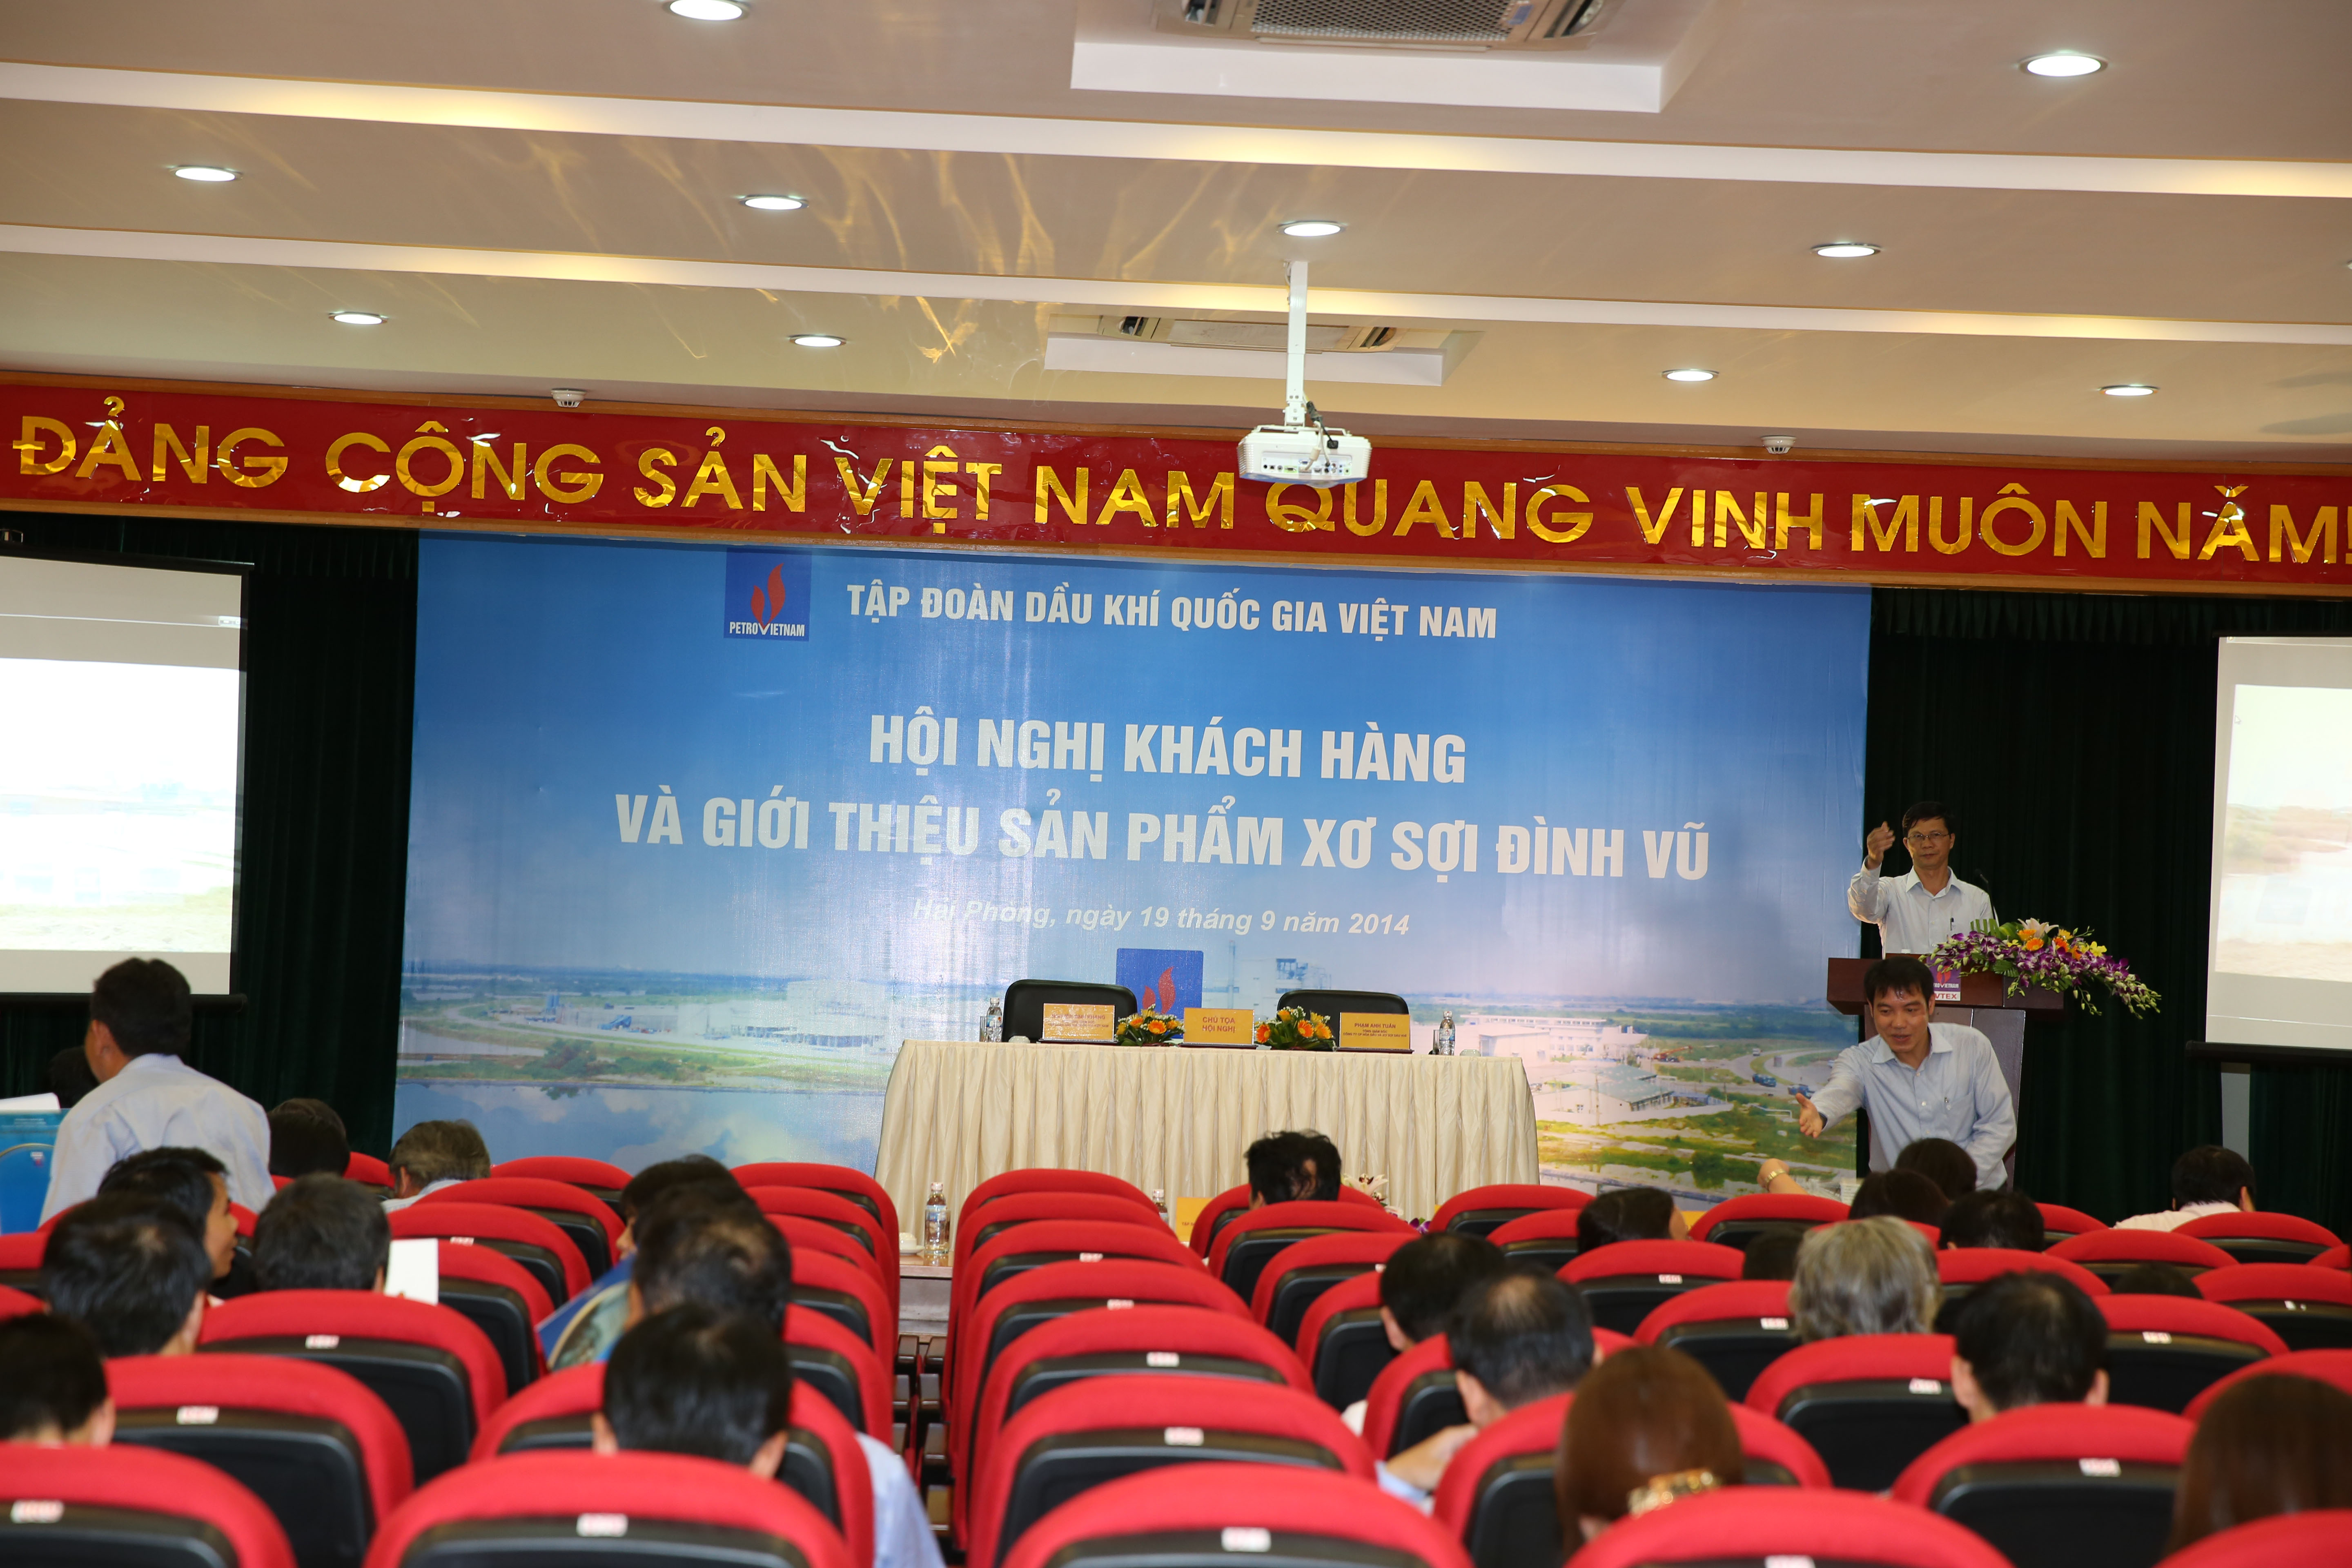 ĐẢNG CỘNG SẢN VIỆT NAM QUANG VINH MUÔN NĂM!
PETROVIETNAM
TẬP ĐOÀN DẦU KHÍ QUỐC GIA VIỆT NAM
HỘI NGHỊ KHÁCH HÀNG
VÀ GIỚI THIỆU SẢN PHẨM XƠ SỢI ĐÌNH VŨ
Hải Phòng, ngày 19 tháng 9 năm 2014
CHỦ TỌA
HỘI NGHỊ
PHẠM ANH TUẤN